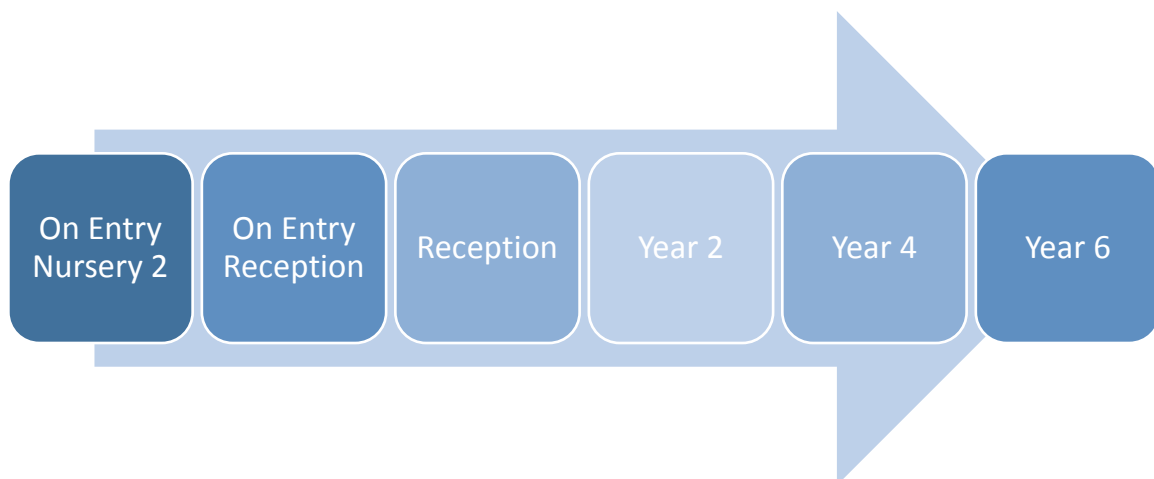 On Entry
Nursery 2
On Entry
Reception
Reception
Year 2
Year 4
Year 6